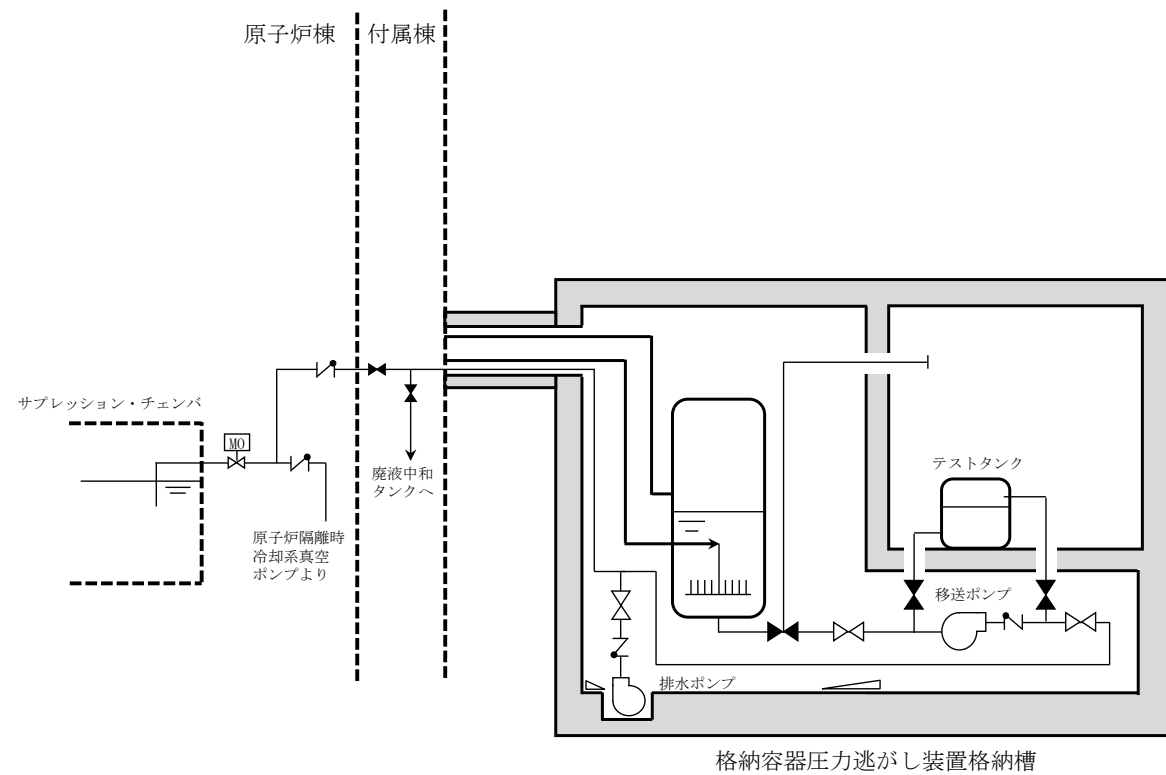 原子炉棟
付属棟
サプレッション・チェンバ
MO
廃液中和
タンクへ
原子炉隔離時
冷却系真空
ポンプより
テストタンク
移送ポンプ
排水ポンプ
格納容器圧力逃がし装置格納槽